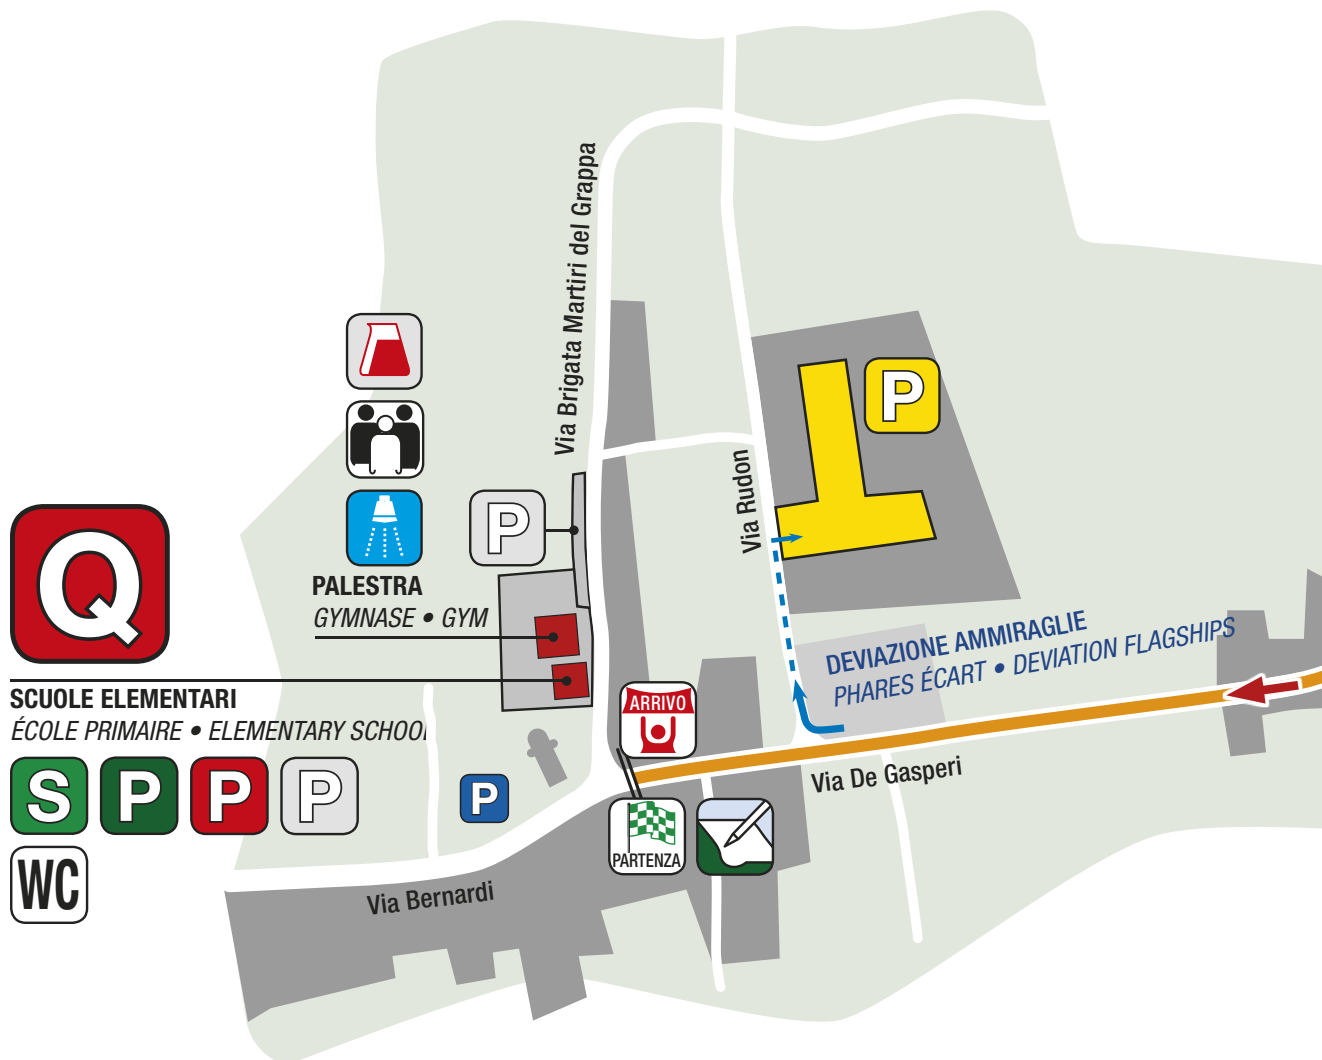 Via Brigata Martiri del Grappa
P
Via Rudon
P
PALESTRA
GYMNASE • GYM
Q
DEVIAZIONE AMMIRAGLIE
PHARES ÉCART • DEVIATION FLAGSHIPS
SCUOLE ELEMENTARI
ÉCOLE PRIMAIRE • ELEMENTARY SCHOOL
ARRIVO
Via De Gasperi
S P P P
P
PARTENZA
WC
Via Bernardi